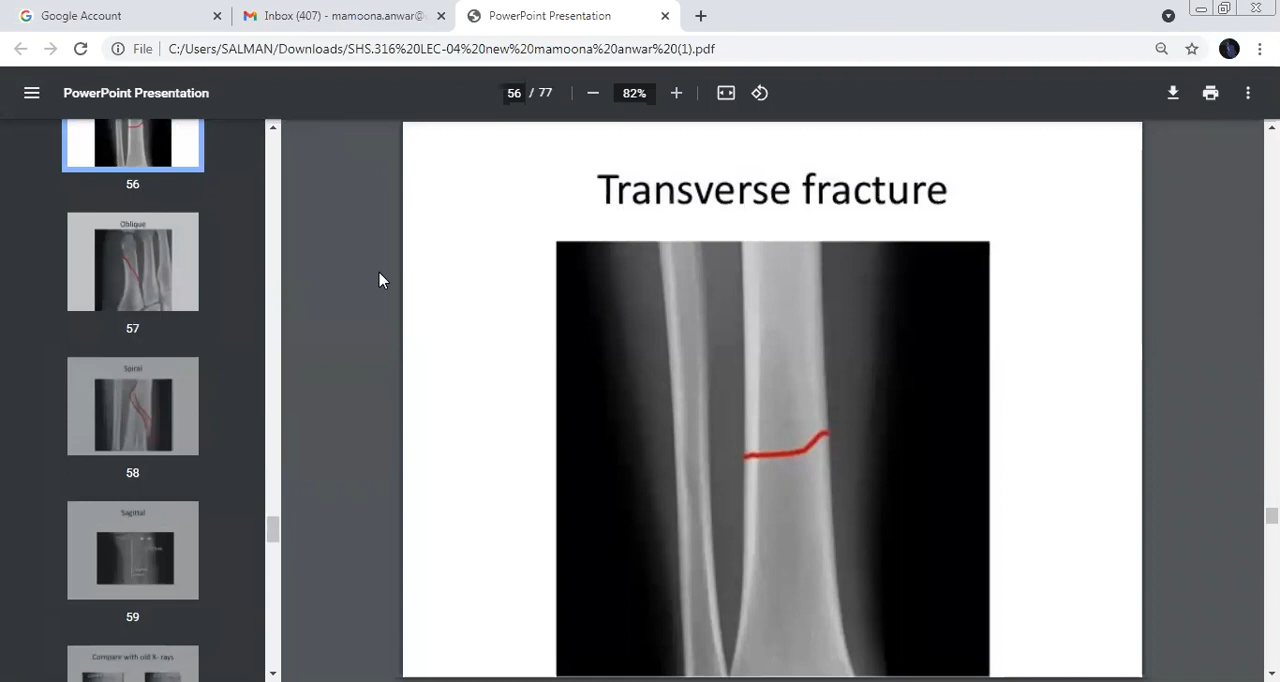 Google Account
Inbox (407) - mamoona.anwar@
PowerPoint Presentation
File
C:/Users/SALMAN/Downloads/SHS.316%20LEC-04%20new%20mamoona%20anwar%20(1).pdf
PowerPoint Presentation
56 / 77
82%
56
Oblique
57
Spiral
58
Sagittal
59
Compare with old X- rays
Transverse fracture